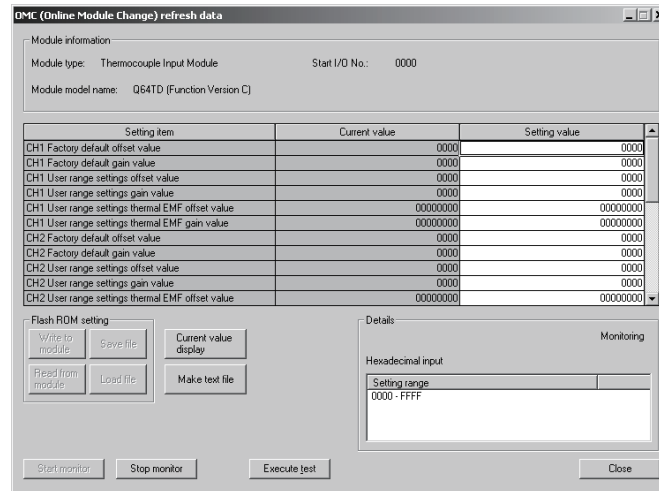 OMC (Online Module Change) refresh data
Module information
Module type: Thermocouple Input Module Start I/O No.: 0000
Module model name: Q64TD (Function Version C)
Setting item Current value Setting value
CH1 Factory default offset value 0000 0000
CH1 Factory default gain value 0000 0000
CH1 User range settings offset value 0000 0000
CH1 User range settings gain value 0000 0000
CH1 User range settings thermal EMF offset value 00000000 00000000
CH1 User range settings thermal EMF gain value 00000000 00000000
CH2 Factory default offset value 0000 0000
CH2 Factory default gain value 0000 0000
CH2 User range settings offset value 0000 0000
CH2 User range settings gain value 0000 0000
CH2 User range settings thermal EMF offset value 00000000 00000000
Flash ROM setting
Write to module
Save file
Current value display
Read from module
Load file
Make text file
Details
Monitoring
Hexadecimal input
Setting range
0000 - FFFF
Start monitor Stop monitor Execute test Close